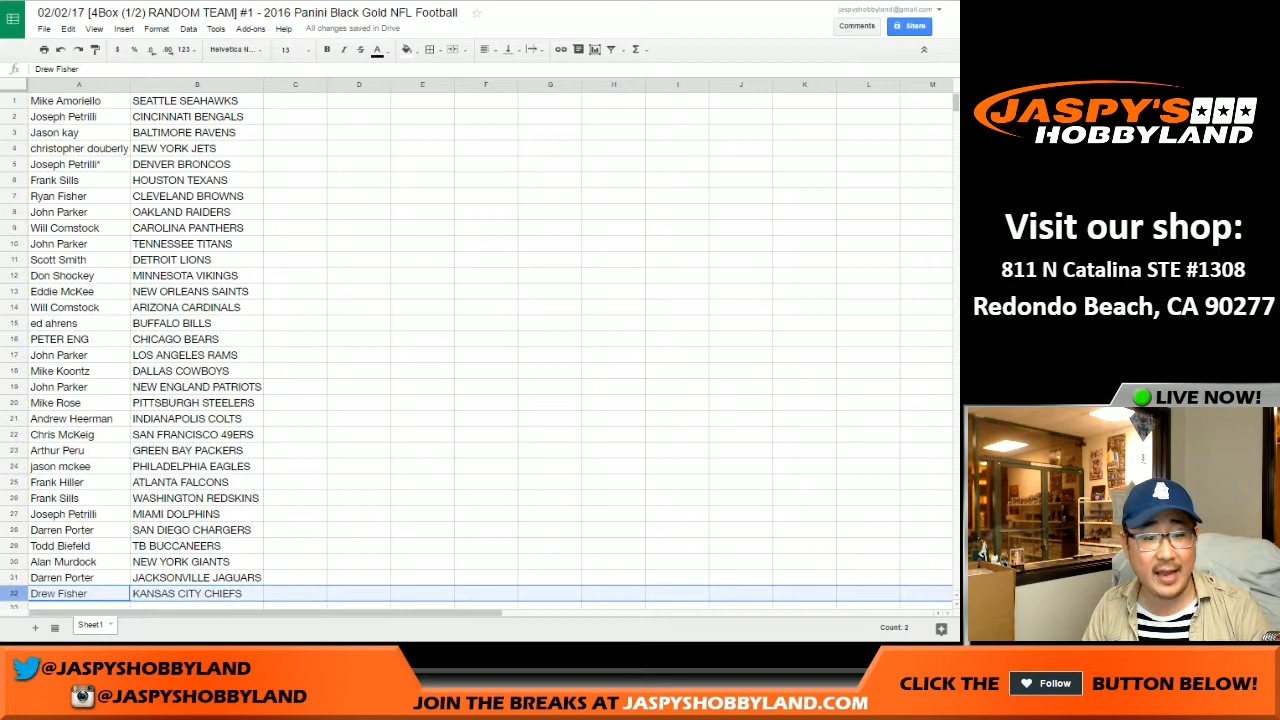 02/02/17 [4Box (1/2) RANDOM TEAM] #1 - 2016 Panini Black Gold NFL Football
jaspyshobbyland@gmail.com
File Edit View Insert Format Data Tools Add-ons Help All changes saved in Drive
Comments Share
$ % .0 .00 123 Helvetica N... 13 B I S A
fx Drew Fisher
A B C D E F G H I J K L M
1 Mike Amoriello SEATTLE SEAHAWKS
2 Joseph Petrilli CINCINNATI BENGALS
3 Jason kay BALTIMORE RAVENS
4 christopher douberly NEW YORK JETS
5 Joseph Petrilli* DENVER BRONCOS
6 Frank Sills HOUSTON TEXANS
7 Ryan Fisher CLEVELAND BROWNS
8 John Parker OAKLAND RAIDERS
9 Will Comstock CAROLINA PANTHERS
10 John Parker TENNESSEE TITANS
11 Scott Smith DETROIT LIONS
12 Don Shockey MINNESOTA VIKINGS
13 Eddie McKee NEW ORLEANS SAINTS
14 Will Comstock ARIZONA CARDINALS
15 ed ahrens BUFFALO BILLS
16 PETER ENG CHICAGO BEARS
17 John Parker LOS ANGELES RAMS
18 Mike Koontz DALLAS COWBOYS
19 John Parker NEW ENGLAND PATRIOTS
20 Mike Rose PITTSBURGH STEELERS
21 Andrew Heerman INDIANAPOLIS COLTS
22 Chris McKeig SAN FRANCISCO 49ERS
23 Arthur Peru GREEN BAY PACKERS
24 jason mckee PHILADELPHIA EAGLES
25 Frank Hiller ATLANTA FALCONS
26 Frank Sills WASHINGTON REDSKINS
27 Joseph Petrilli MIAMI DOLPHINS
28 Darren Porter SAN DIEGO CHARGERS
29 Todd Biefeld TB BUCCANEERS
30 Alan Murdock NEW YORK GIANTS
31 Darren Porter JACKSONVILLE JAGUARS
32 Drew Fisher KANSAS CITY CHIEFS
33
Sheet1
Count: 2
JASPY'S
HOBBYLAND
Visit our shop:
811 N Catalina STE #1308
Redondo Beach, CA 90277
LIVE NOW!
@JASPYSHOBBYLAND
@JASPYSHOBBYLAND
JOIN THE BREAKS AT JASPYSHOBBYLAND.COM
CLICK THE Follow BUTTON BELOW!